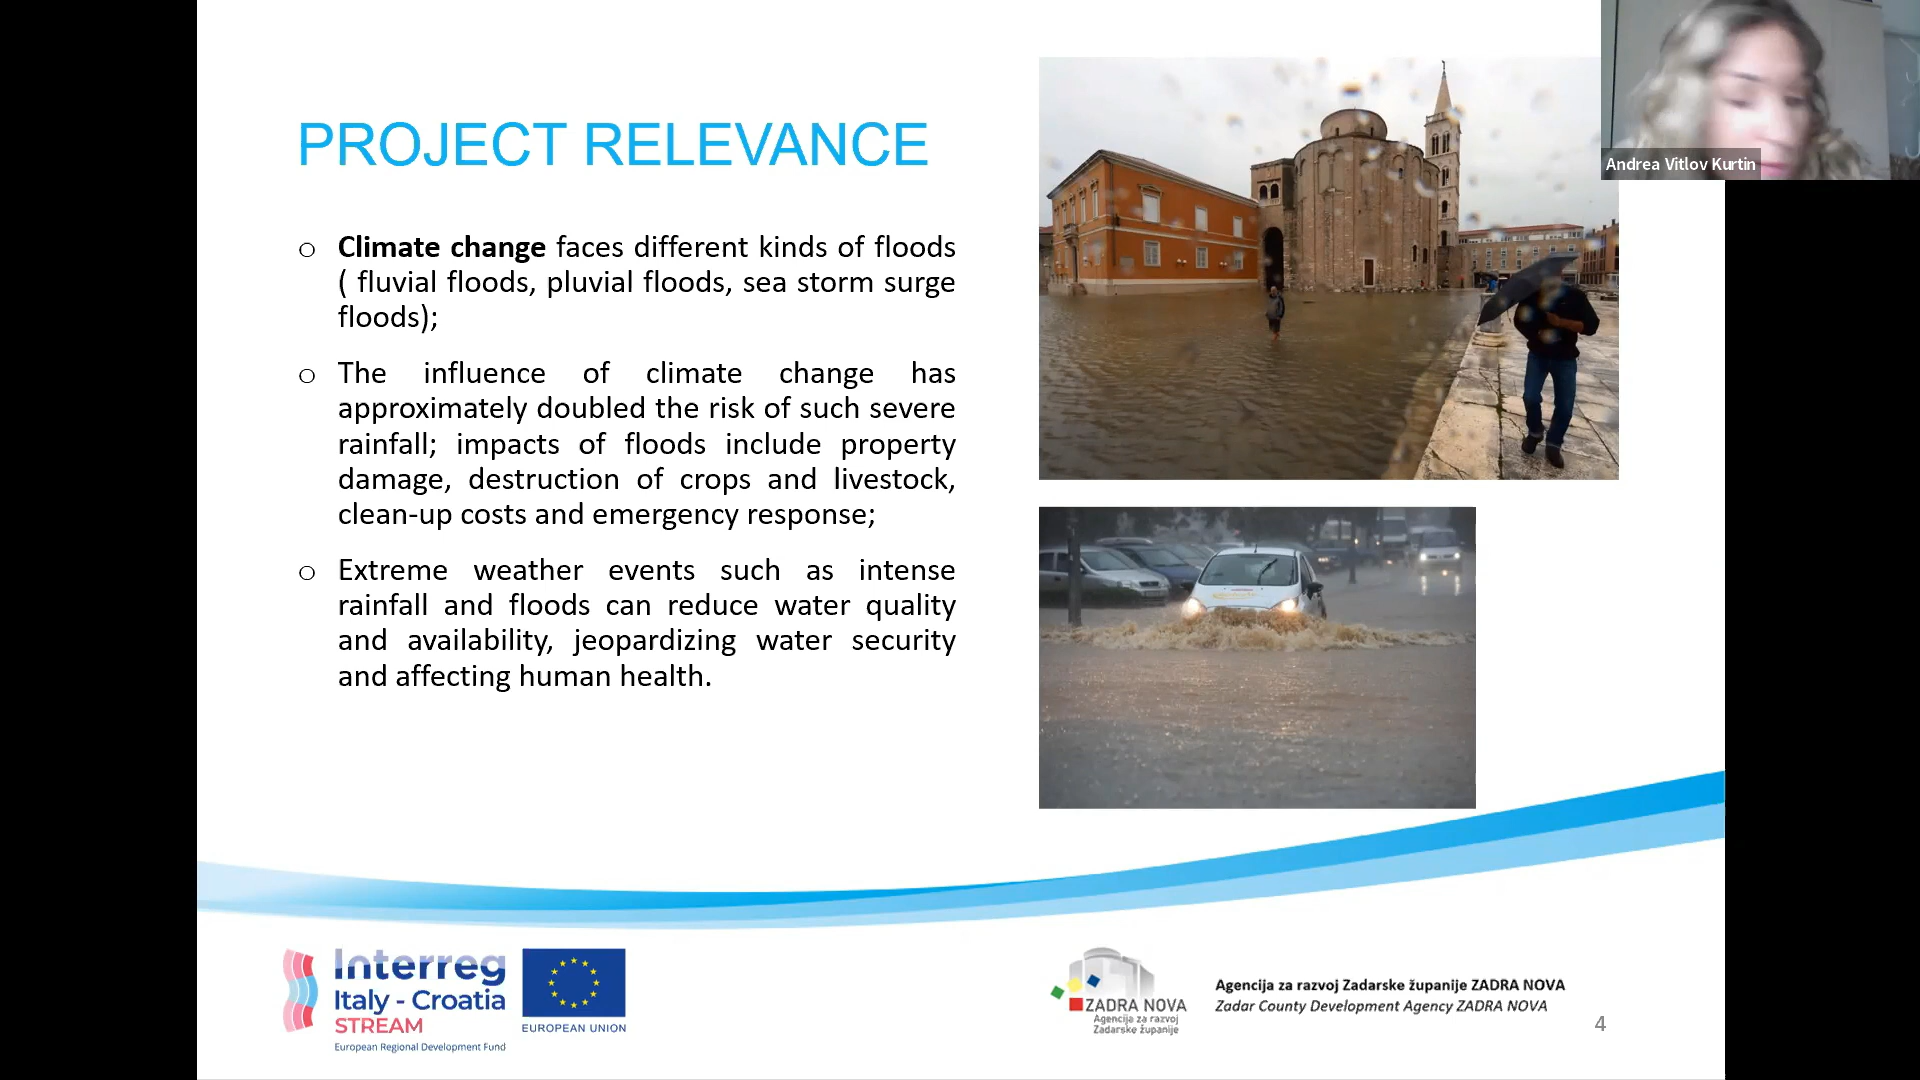 PROJECT RELEVANCE
Andrea Vitlov Kurtin
o Climate change faces different kinds of floods
( fluvial floods, pluvial floods, sea storm surge
floods);
o The influence of climate change has
approximately doubled the risk of such severe
rainfall; impacts of floods include property
damage, destruction of crops and livestock,
clean-up costs and emergency response;
o Extreme weather events such as intense
rainfall and floods can reduce water quality
and availability, jeopardizing water security
and affecting human health.
Interreg
Italy - Croatia
STREAM
European Regional Development Fund
EUROPEAN UNION
ZADRA NOVA
Agencija za razvoj
Zadarske županije
Agencija za razvoj Zadarske županije ZADRA NOVA
Zadar County Development Agency ZADRA NOVA
4